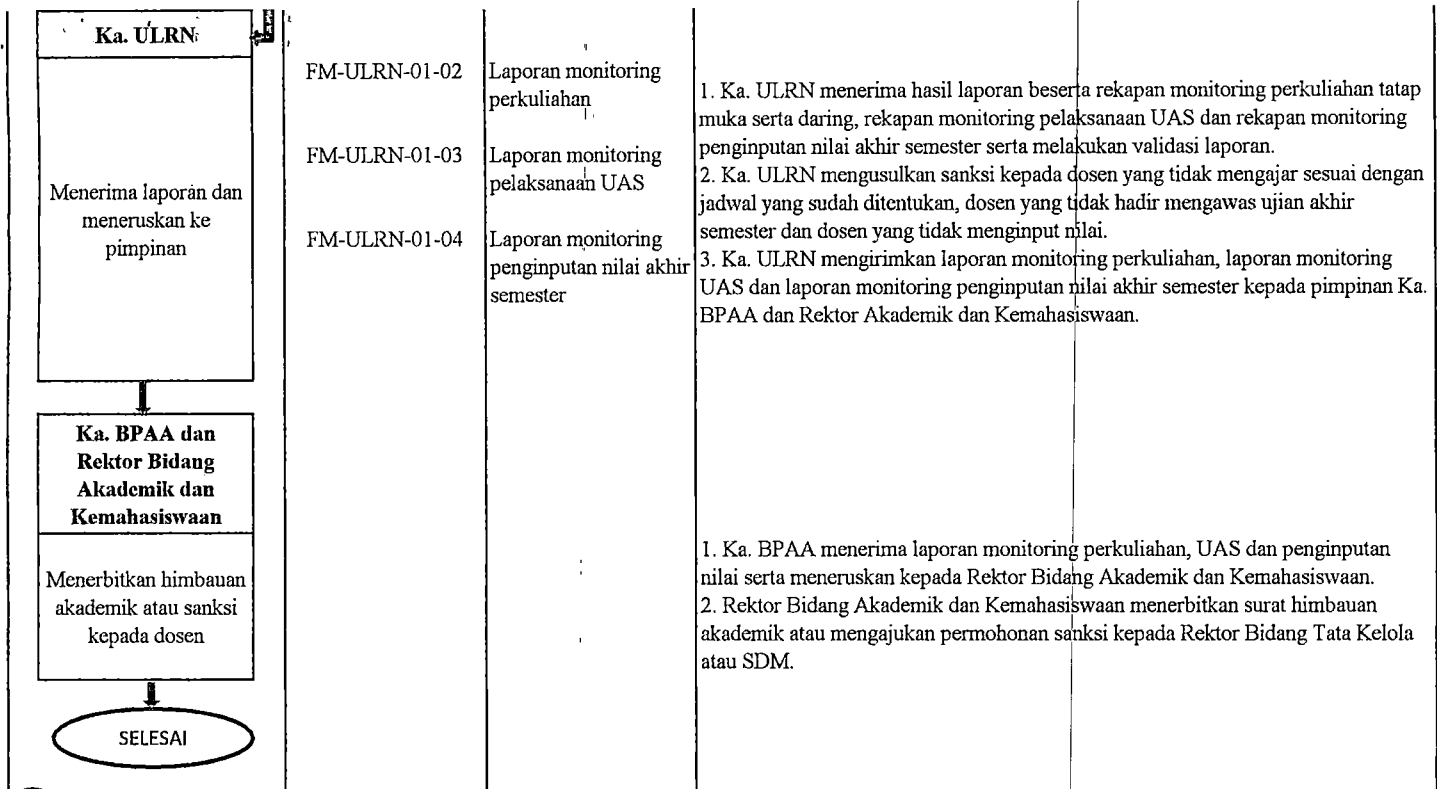 Ka. ULRN
Menerima laporan dan
meneruskan ke
pimpinan
FM-ULRN-01-02
Laporan monitoring
perkuliahan
FM-ULRN-01-03
Laporan monitoring
pelaksanaan UAS
FM-ULRN-01-04
Laporan monitoring
penginputan nilai akhir
semester
1. Ka. ULRN menerima hasil laporan beserta rekapan monitoring perkuliahan tatap
muka serta daring, rekapan monitoring pelaksanaan UAS dan rekapan monitoring
penginputan nilai akhir semester serta melakukan validasi laporan.
2. Ka. ULRN mengusulkan sanksi kepada dosen yang tidak mengajar sesuai dengan
jadwal yang sudah ditentukan, dosen yang tidak hadir mengawas ujian akhir
semester dan dosen yang tidak menginput nilai.
3. Ka. ULRN mengirimkan laporan monitoring perkuliahan, laporan monitoring
UAS dan laporan monitoring penginputan nilai akhir semester kepada pimpinan Ka.
BPAA dan Rektor Akademik dan Kemahasiswaan.
Ka. BPAA dan
Rektor Bidang
Akademik dan
Kemahasiswaan
Menerbitkan himbauan
akademik atau sanksi
kepada dosen
1. Ka. BPAA menerima laporan monitoring perkuliahan, UAS dan penginputan
nilai serta meneruskan kepada Rektor Bidang Akademik dan Kemahasiswaan.
2. Rektor Bidang Akademik dan Kemahasiswaan menerbitkan surat himbauan
akademik atau mengajukan permohonan sanksi kepada Rektor Bidang Tata Kelola
atau SDM.
SELESAI